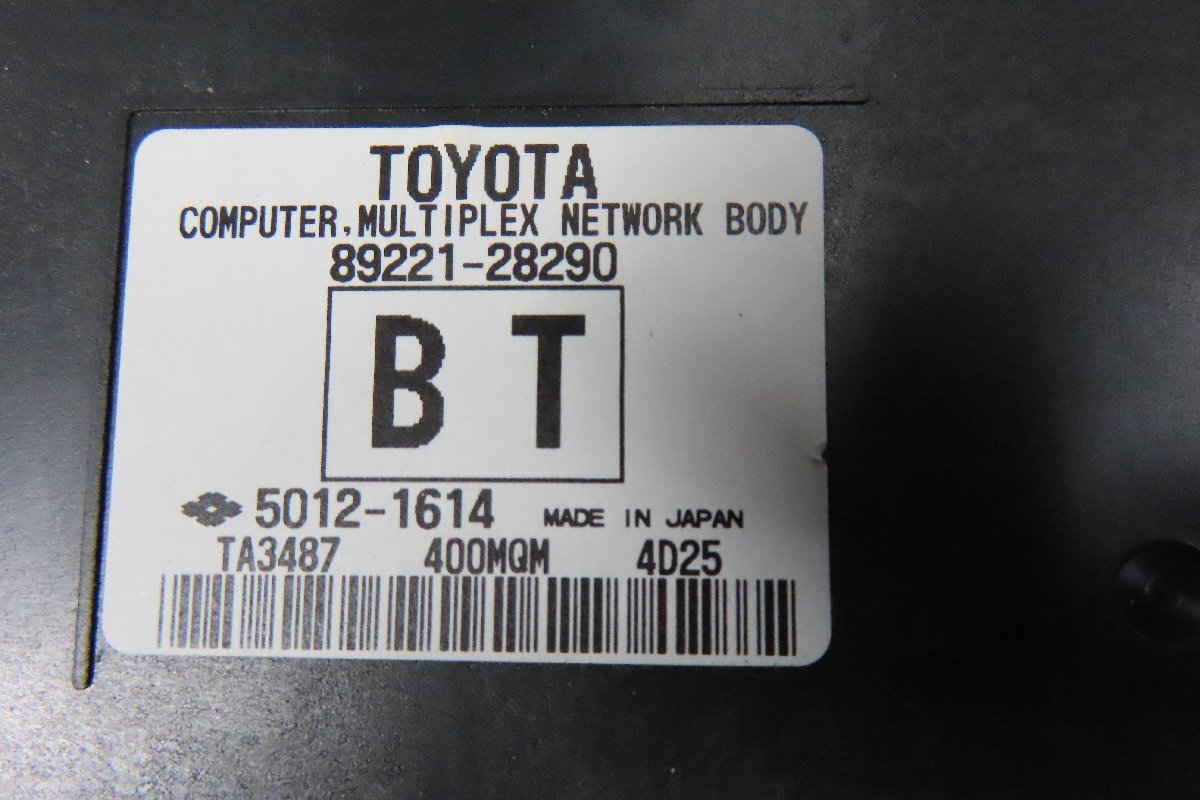 TOYOTA
COMPUTER,MULTIPLEX NETWORK BODY
89221-28290
BT
5012-1614 MADE IN JAPAN
TA3487 400MQM 4D25